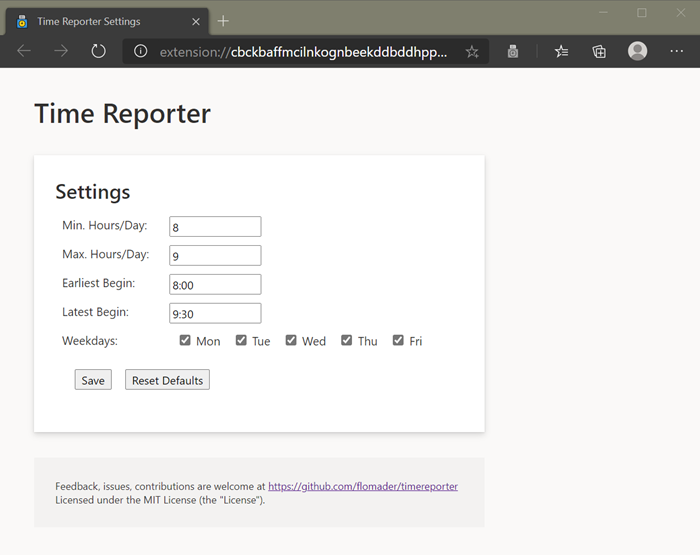 Time Reporter Settings
extension://cbckbaffmcilnkognbeekddbddhpp...
Time Reporter
Settings
Min. Hours/Day: 8
Max. Hours/Day: 9
Earliest Begin: 8:00
Latest Begin: 9:30
Weekdays: Mon Tue Wed Thu Fri
Save Reset Defaults
Feedback, issues, contributions are welcome at https://github.com/flomader/timereporter
Licensed under the MIT License (the "License").